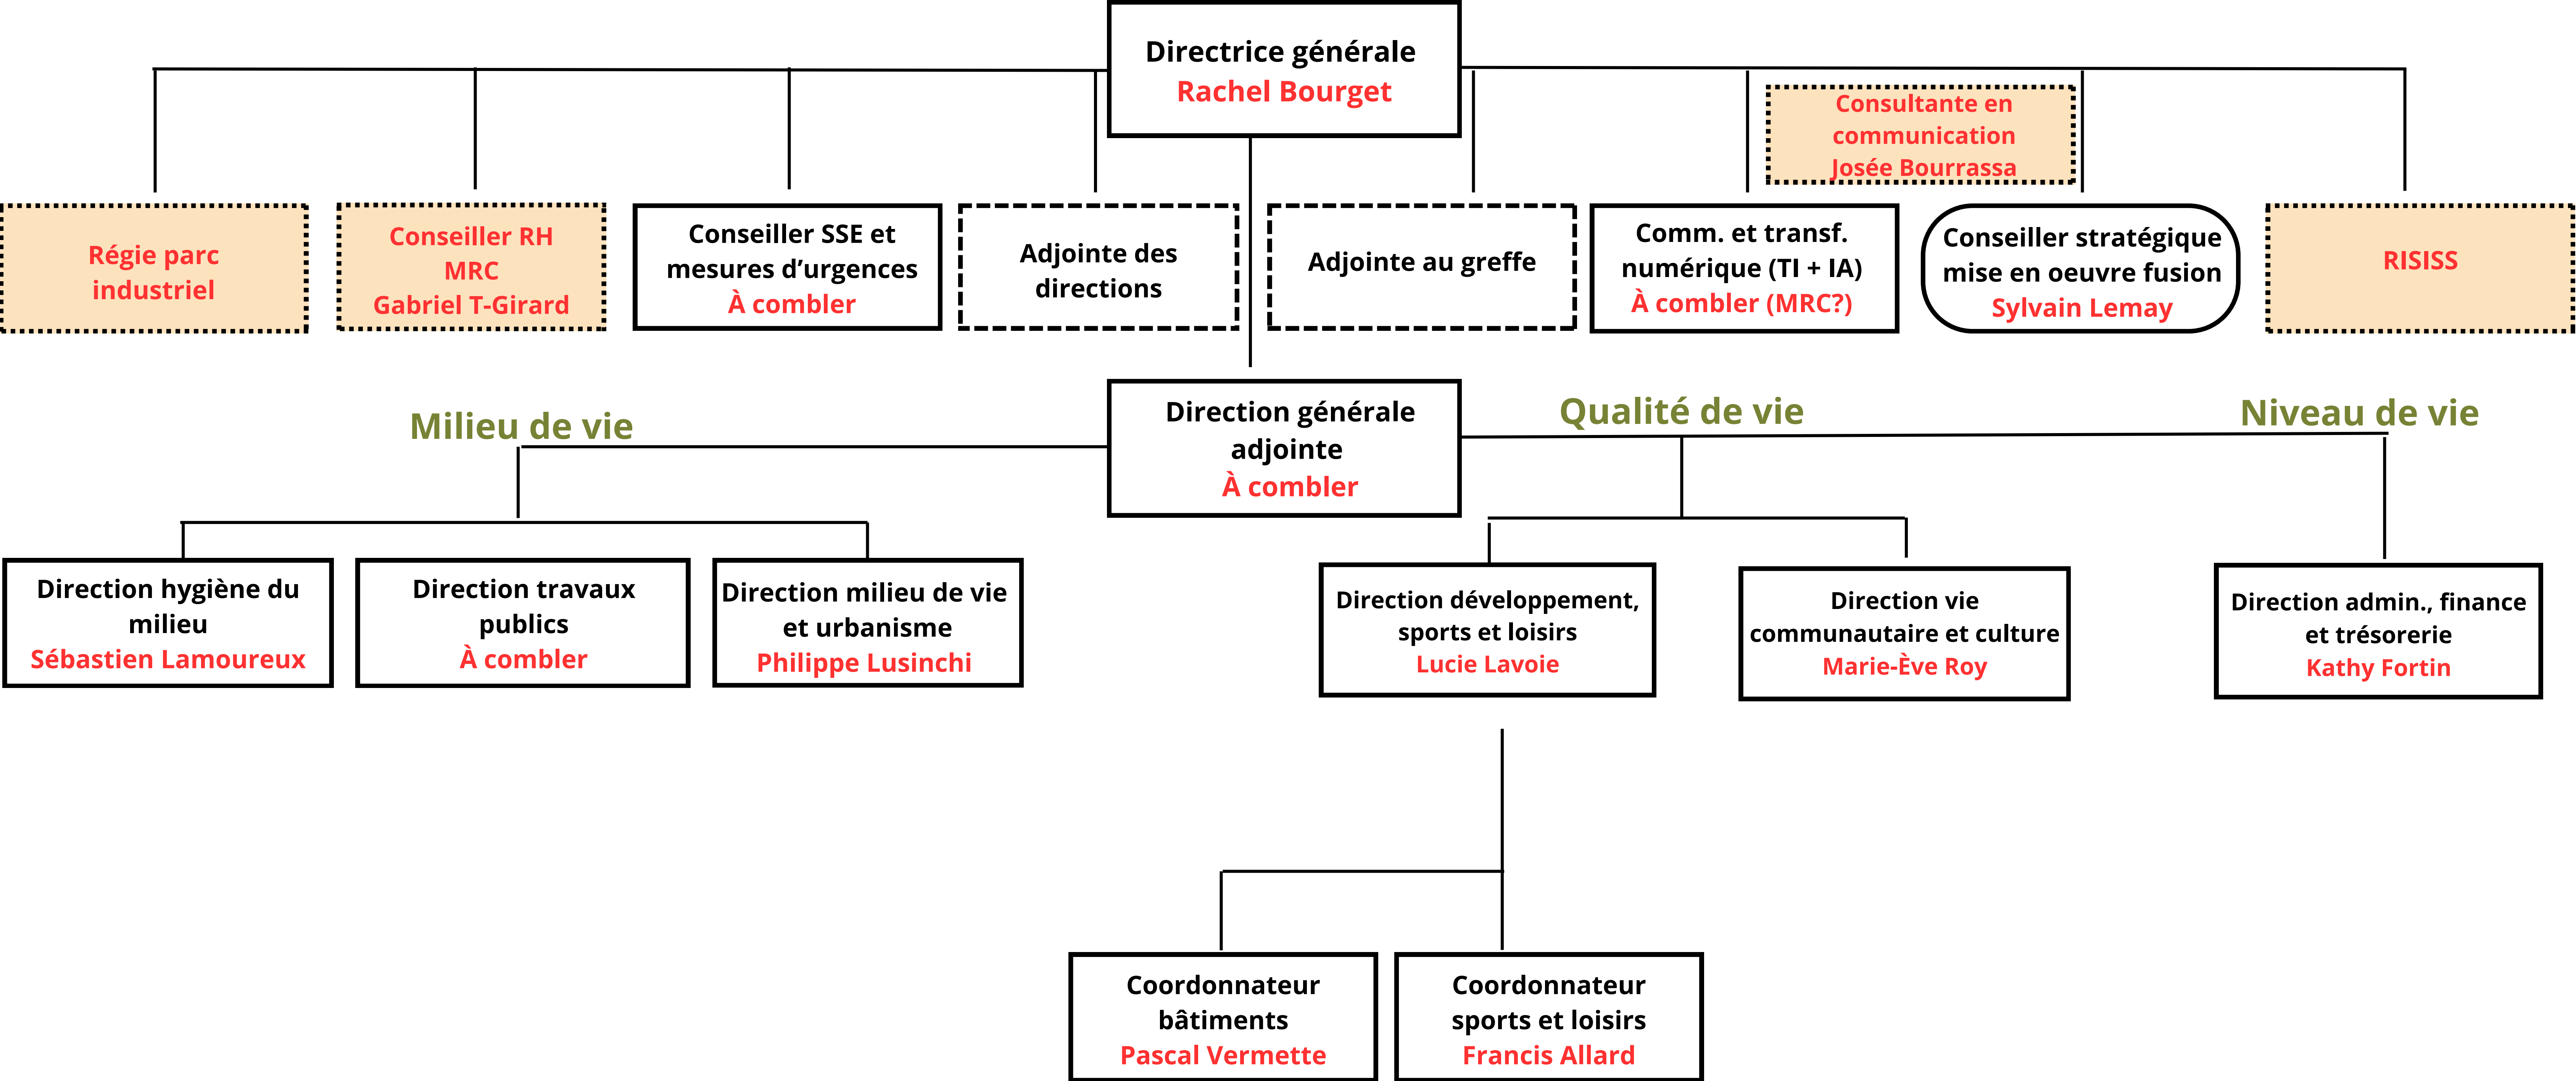 Directrice générale
Rachel Bourget
Consultante en
communication
Josée Bourrassa
Régie parc
industriel
Conseiller RH
MRC
Gabriel T-Girard
Conseiller SSE et
mesures d'urgences
À combler
Adjointe des
directions
Adjointe au greffe
Comm. et transf.
numérique (TI + IA)
À combler (MRC?)
Conseiller stratégique
mise en oeuvre fusion
Sylvain Lemay
RISISS
Direction générale
adjointe
À combler
Milieu de vie
Qualité de vie
Niveau de vie
Direction hygiène du
milieu
Sébastien Lamoureux
Direction travaux
publics
À combler
Direction milieu de vie
et urbanisme
Philippe Lusinchi
Direction développement,
sports et loisirs
Lucie Lavoie
Direction vie
communautaire et culture
Marie-Ève Roy
Direction admin., finance
et trésorerie
Kathy Fortin
Coordonnateur
bâtiments
Pascal Vermette
Coordonnateur
sports et loisirs
Francis Allard